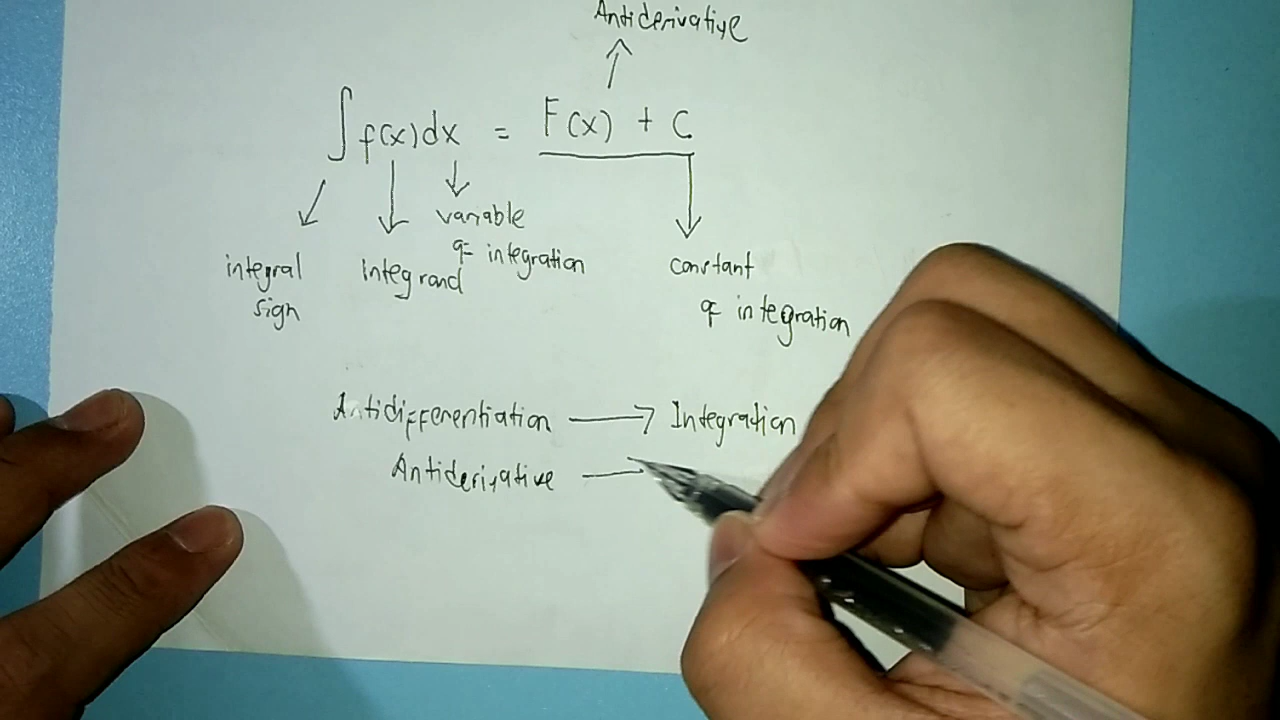 Antiderivative
∫f(x)dx = F(x) + C
variable
of integration
integral
sign
integrand
constant
of integration
Antidifferentiation → Integration
Antiderivative —